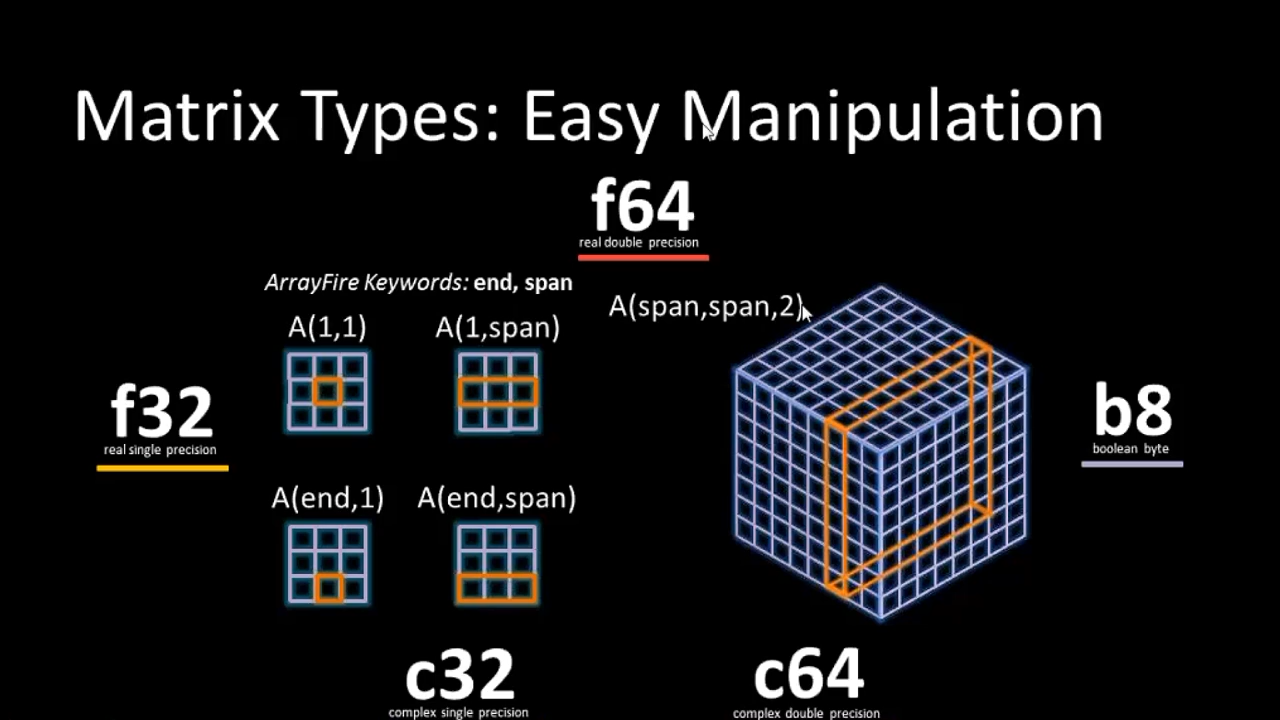 Matrix Types: Easy Manipulation
f64
real double precision
ArrayFire Keywords: end, span
A(span,span,2)
A(1,1)
A(1,span)
f32
real single precision
b8
boolean byte
A(end,1)
A(end,span)
c32
complex single precision
c64
complex double precision